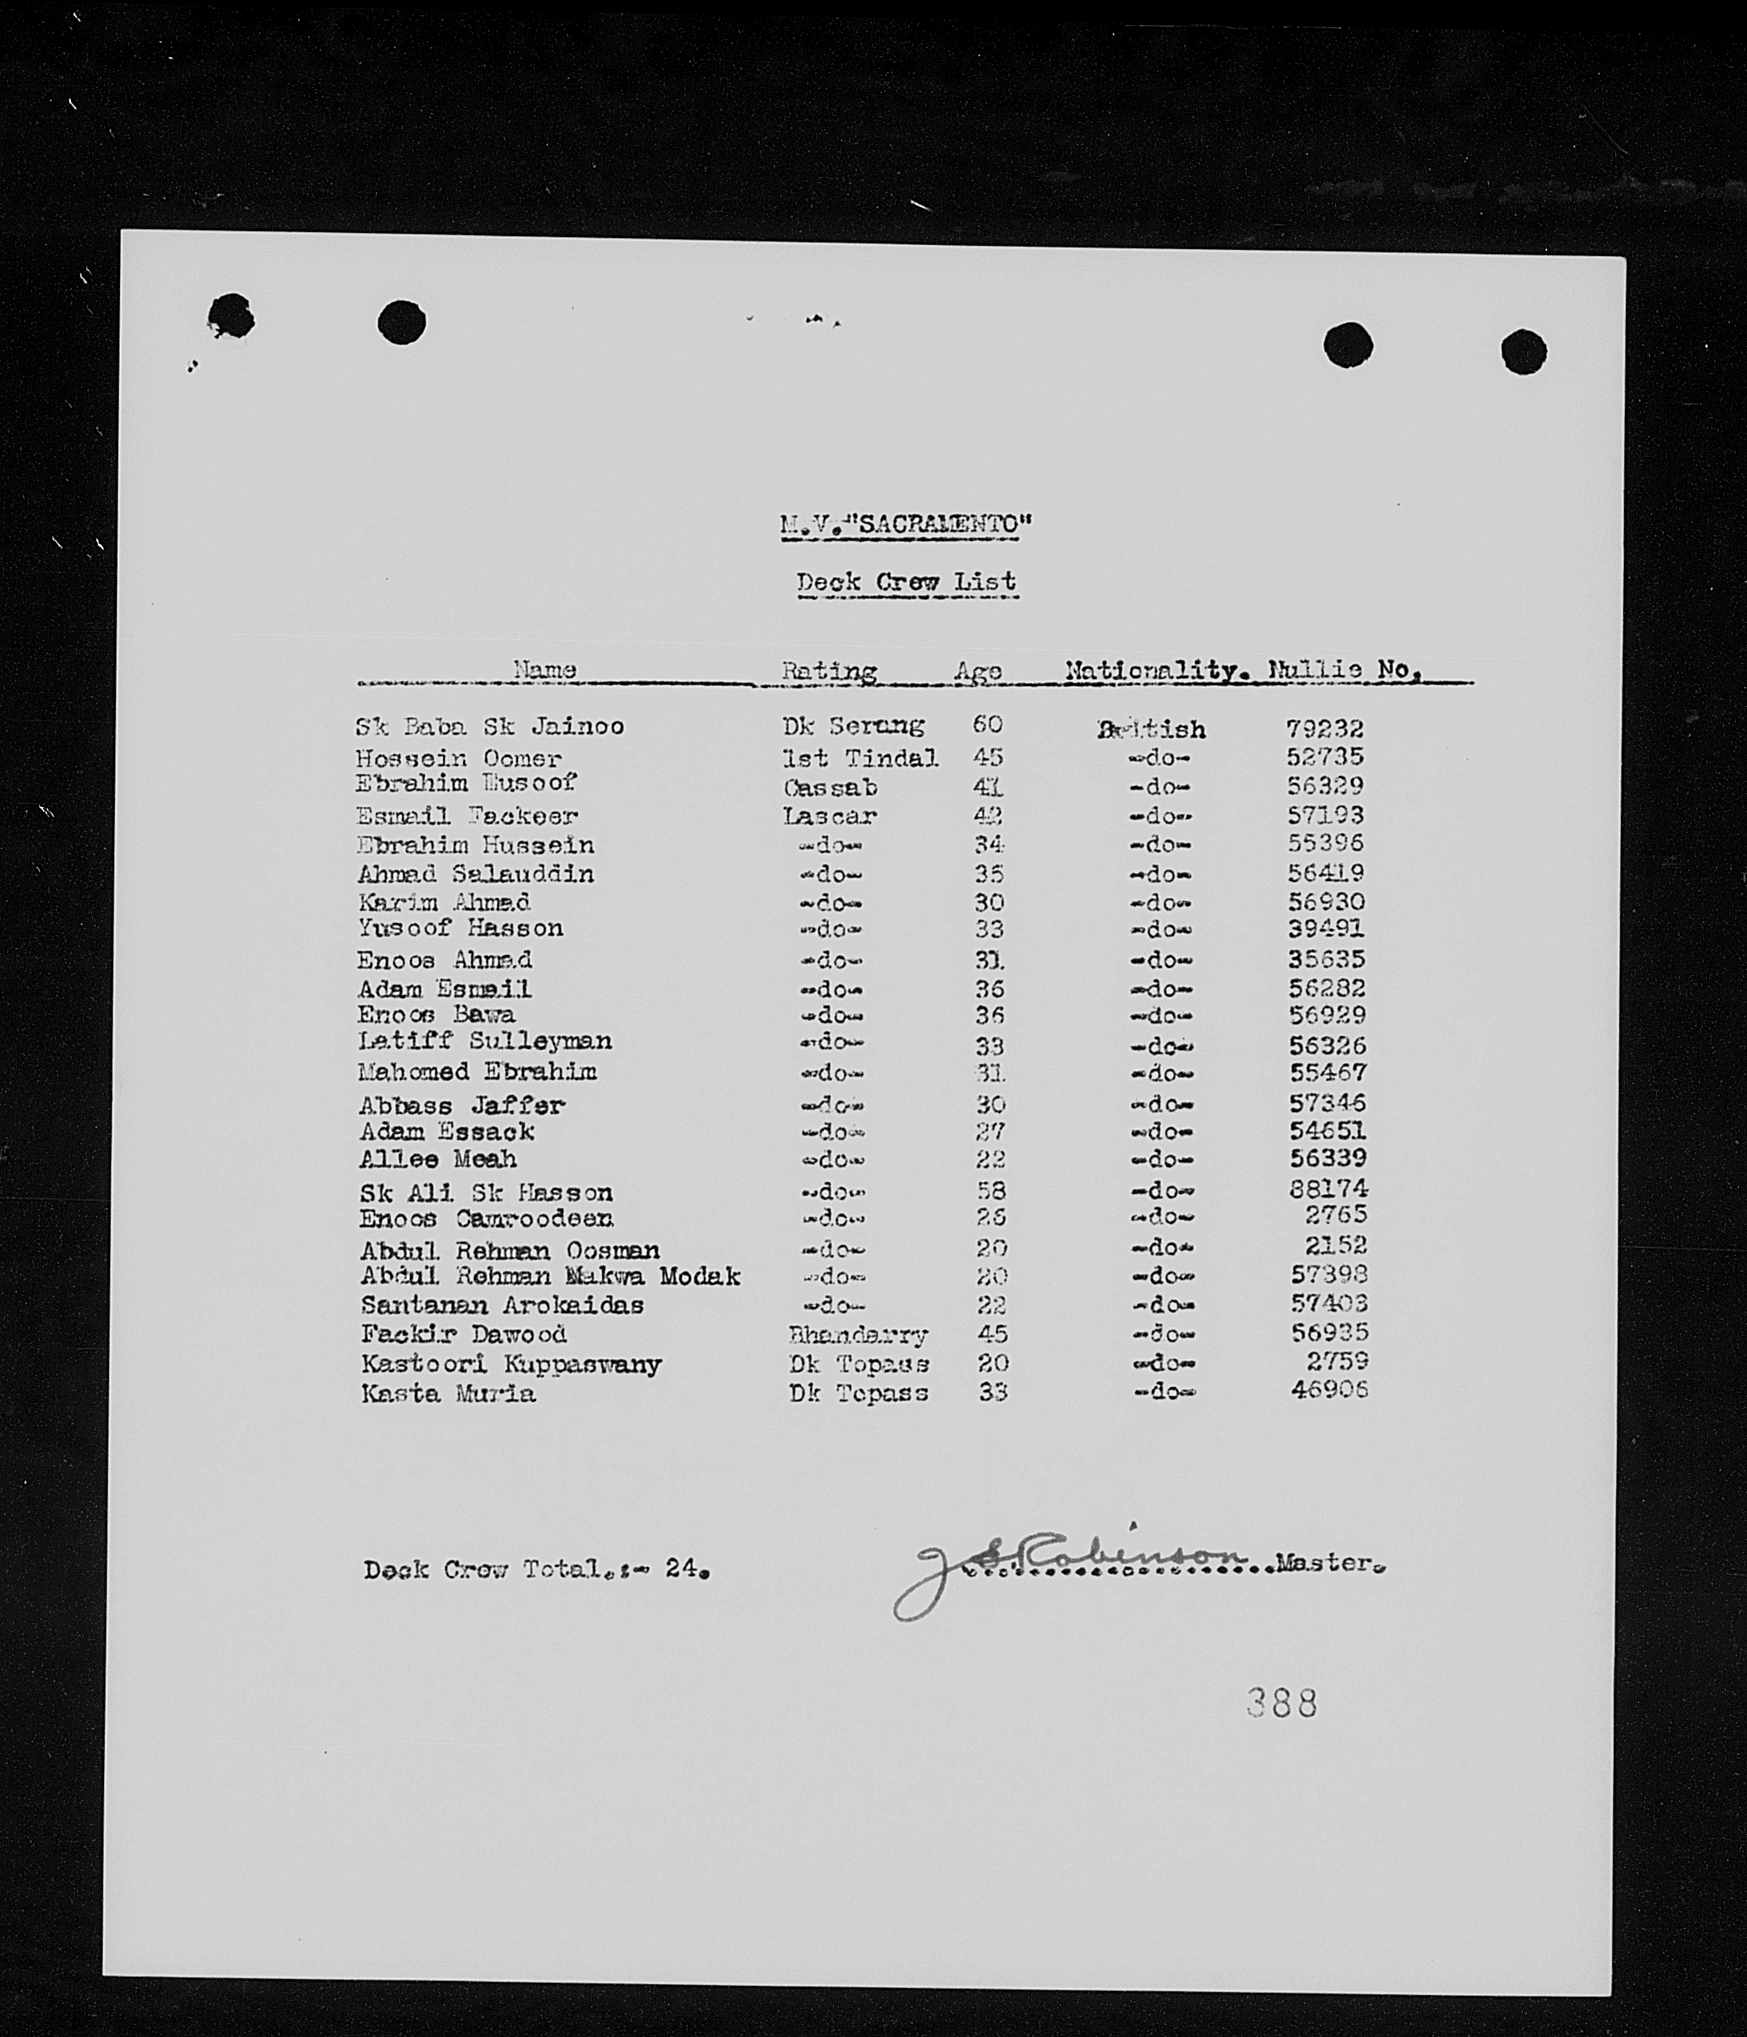 M.V."SACRAMENTO"
Deck Crew List
Name Rating Age Nationality. Nullie No.
Sk Baba Sk Jainoo Dk Serang 60 British 79232
Hossein Oomer 1st Tindal 45 -do- 52735
Ebrahim Eusoof Cassab 41 -do- 56329
Esmail Fackeer Lascar 42 -do- 57193
Ebrahim Hussein -do- 34 -do- 55396
Ahmad Salauddin -do- 35 -do- 56419
Karim Ahmad -do- 30 -do- 56930
Yusoof Hasson -do- 33 -do- 39491
Enoos Ahmad -do- 31 -do- 35635
Adam Esmail -do- 36 -do- 56282
Enoos Bawa -do- 36 -do- 56929
Latiff Sulleyman -do- 33 -do- 56326
Mahomed Ebrahim -do- 31 -do- 55467
Abbass Jaffer -do- 30 -do- 57346
Adam Essack -do- 27 -do- 54651
Allee Meah -do- 22 -do- 56339
Sk Ali Sk Hasson -do- 58 -do- 88174
Enoos Camroodeen -do- 26 -do- 2765
Abdul Rehman Oosman -do- 20 -do- 2152
Abdul Rehman Makwa Modak -do- 20 -do- 57398
Santanan Arokaidas -do- 22 -do- 57403
Fackir Dawood Bhandarry 45 -do- 56935
Kastoori Kuppaswany Dk Topass 20 -do- 2759
Kasta Muria Dk Topass 33 -do- 46906
Deck Crew Total.:- 24. J S Robinson ....................Master.
388